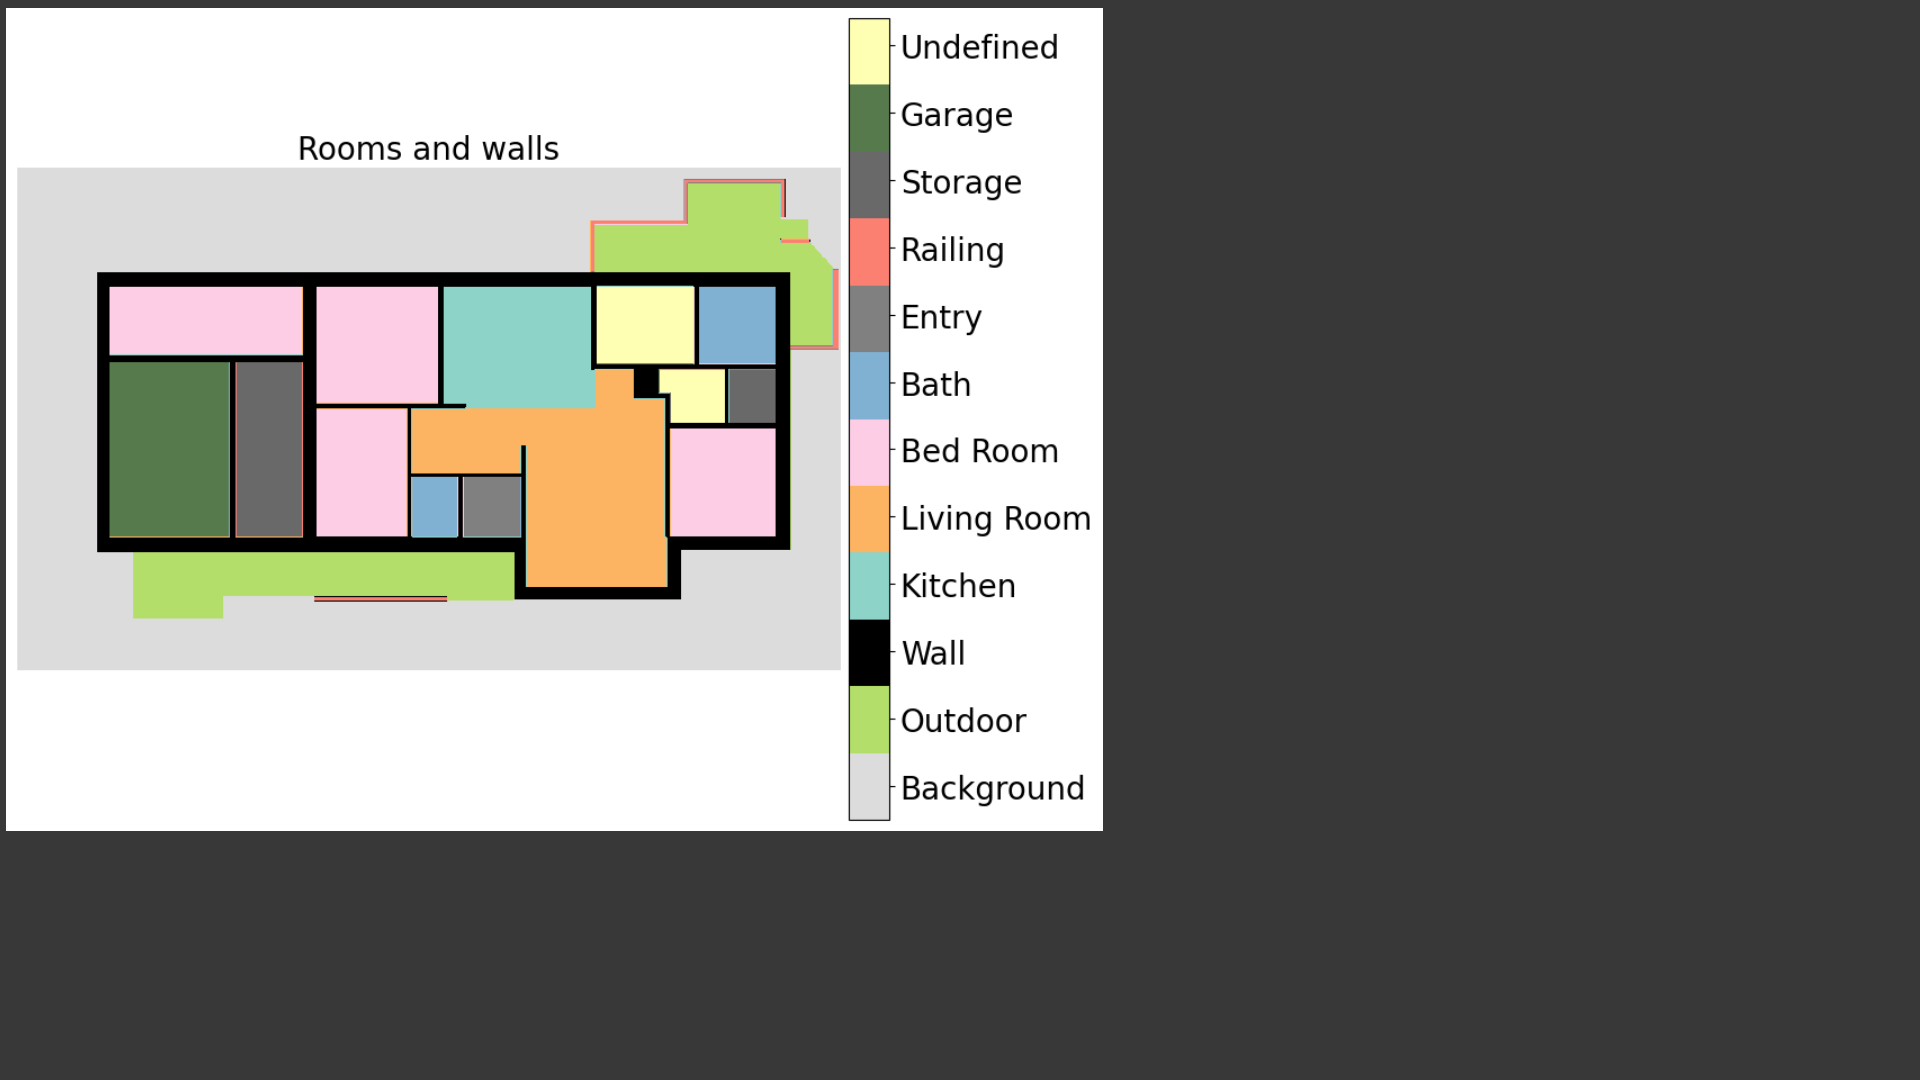 Rooms and walls
Undefined
Garage
Storage
Railing
Entry
Bath
Bed Room
Living Room
Kitchen
Wall
Outdoor
Background